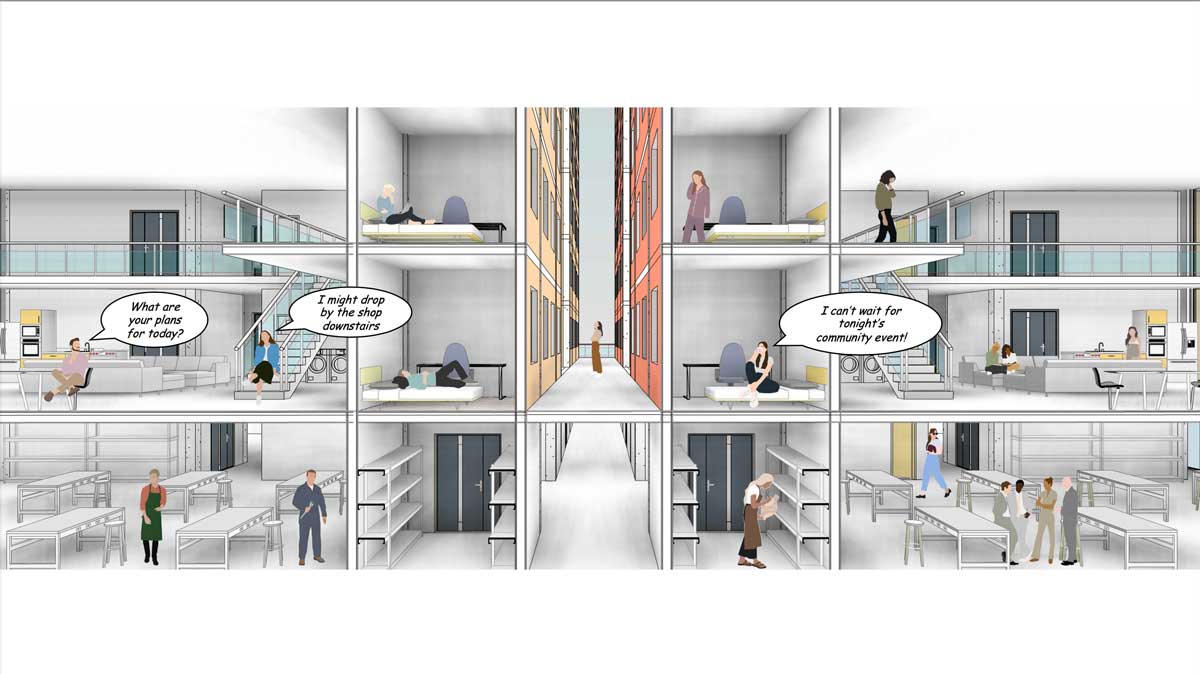 What are
your plans
for today?
I might drop
by the shop
downstairs
I can't wait for
tonight's
community event!